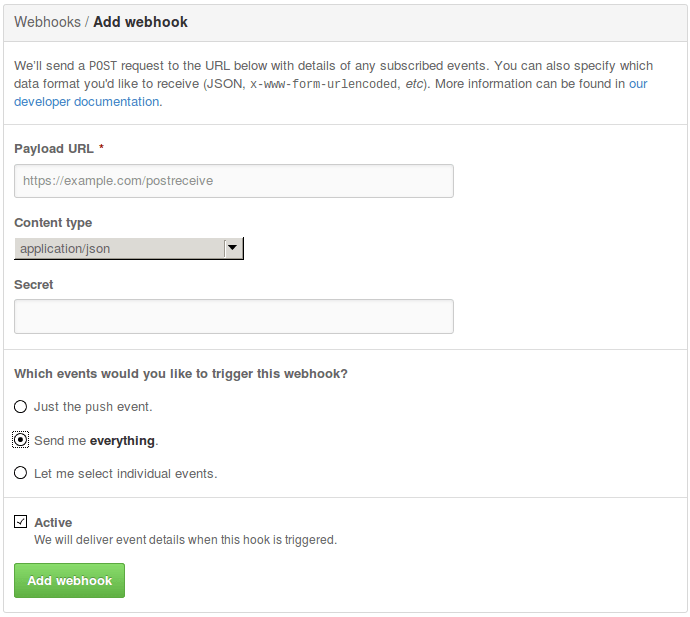 Webhooks / Add webhook
We'll send a POST request to the URL below with details of any subscribed events. You can also specify which
data format you'd like to receive (JSON, x-www-form-urlencoded, etc). More information can be found in our
developer documentation.
Payload URL *
https://example.com/postreceive
Content type
application/json
Secret
Which events would you like to trigger this webhook?
Just the push event.
Send me everything.
Let me select individual events.
Active
We will deliver event details when this hook is triggered.
Add webhook